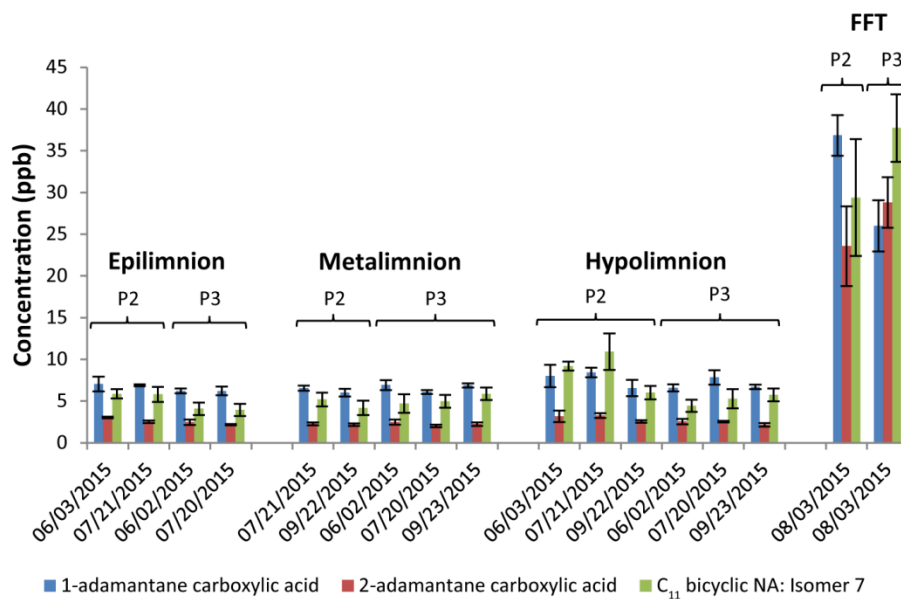 FFT
P2
P3
45
40
35
30
25
20
15
10
5
0
Concentration (ppb)
Epilimnion
P2
P3
Metalimnion
P2
P3
Hypolimnion
P2
P3
06/03/2015
07/21/2015
06/02/2015
07/20/2015
07/21/2015
09/22/2015
06/02/2015
07/20/2015
09/23/2015
06/03/2015
07/21/2015
09/22/2015
06/02/2015
07/20/2015
09/23/2015
08/03/2015
08/03/2015
1-adamantane carboxylic acid
2-adamantane carboxylic acid
C₁₁ bicyclic NA: Isomer 7